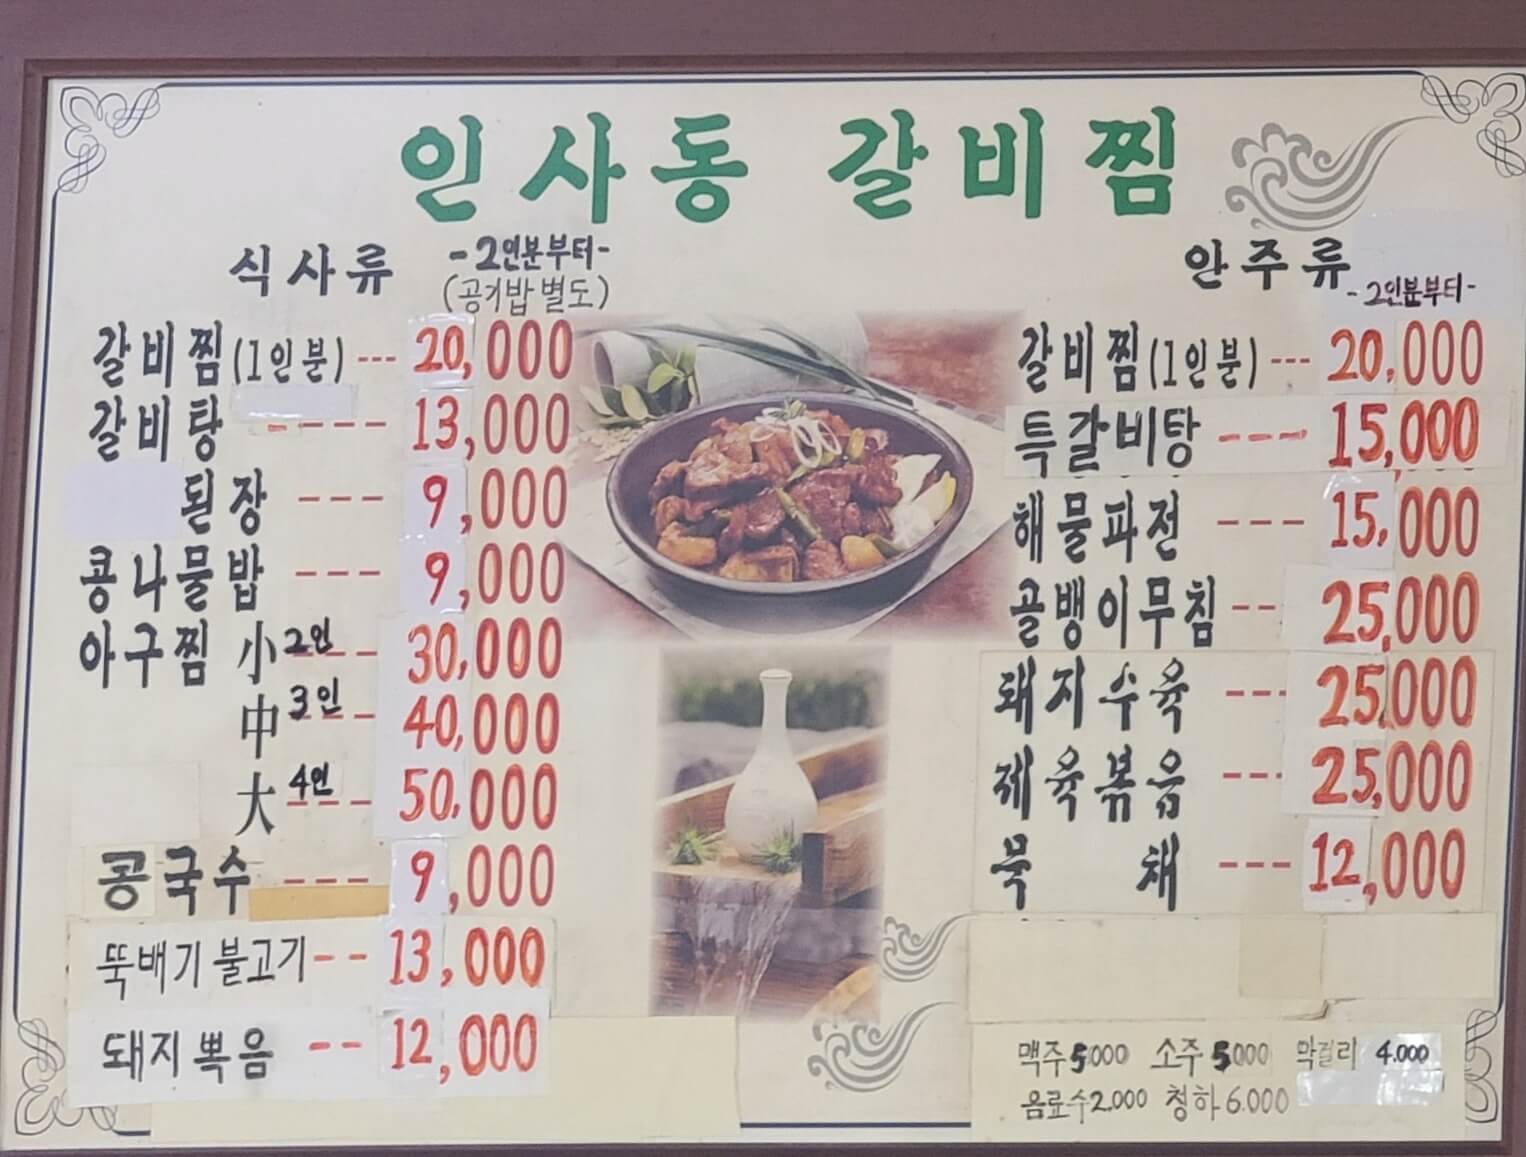 인사동 갈비찜
식사류 -2인분부터-
(공기밥 별도)
갈비찜(1인분) --- 20,000
갈비탕 ---- 13,000
된장 --- 9,000
콩나물밥 --- 9,000
아구찜 小 2인 --- 30,000
中 3인 --- 40,000
大 4인 --- 50,000
콩국수 --- 9,000
뚝배기 불고기 -- 13,000
돼지뽁음 -- 12,000
안주류 -2인분부터-
갈비찜(1인분) --- 20,000
특갈비탕 --- 15,000
해물파전 --- 15,000
골뱅이무침 -- 25,000
돼지수육 --- 25,000
제육볶음 --- 25,000
묵 채 --- 12,000
맥주 5000 소주 5000 막걸리 4.000
음료수 2.000 청하 6.000